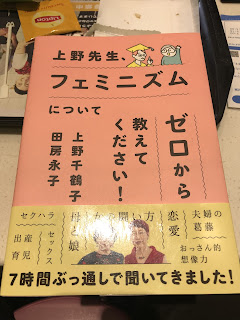 Lipton
上野先生、
フェミニズム
について
ゼロから
教えて
ください!
上野千鶴子
田房永子
セクハラ
母と娘
闘い方
恋愛
夫婦の
葛藤
出産
育児
セックス
おっさん的
想像力
7時間ぶっ通しで聞いてきました!